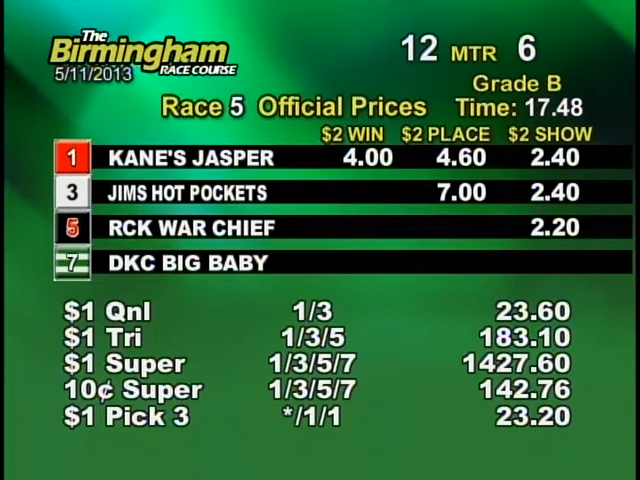 The
Birmingham
RACE COURSE
5/11/2013
12 MTR 6
Grade B
Race 5 Official Prices Time: 17.48
$2 WIN $2 PLACE $2 SHOW
1 KANE'S JASPER 4.00 4.60 2.40
3 JIMS HOT POCKETS 7.00 2.40
5 RCK WAR CHIEF 2.20
7 DKC BIG BABY
$1 Qnl 1/3 23.60
$1 Tri 1/3/5 183.10
$1 Super 1/3/5/7 1427.60
10¢ Super 1/3/5/7 142.76
$1 Pick 3 */1/1 23.20